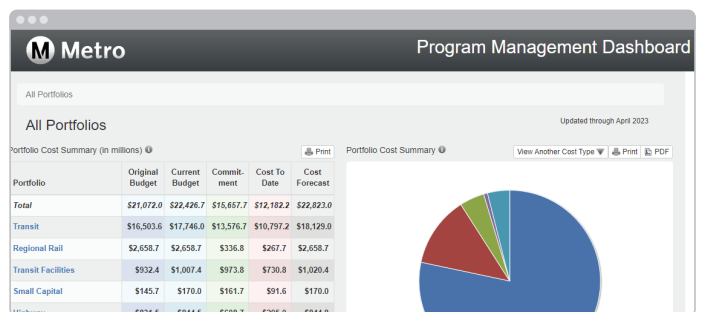 M Metro
Program Management Dashboard
All Portfolios
All Portfolios
Updated through April 2023
Portfolio Cost Summary (in millions)
Print
Portfolio Original Budget Current Budget Commit-ment Cost To Date Cost Forecast
Total $21,072.0 $22,426.7 $15,657.7 $12,182.2 $22,823.0
Transit $16,503.6 $17,746.0 $13,576.7 $10,797.2 $18,129.0
Regional Rail $2,658.7 $2,658.7 $336.8 $267.7 $2,658.7
Transit Facilities $932.4 $1,007.4 $973.8 $730.8 $1,020.4
Small Capital $145.7 $170.0 $161.7 $91.6 $170.0
Highway
Portfolio Cost Summary
View Another Cost Type Print PDF